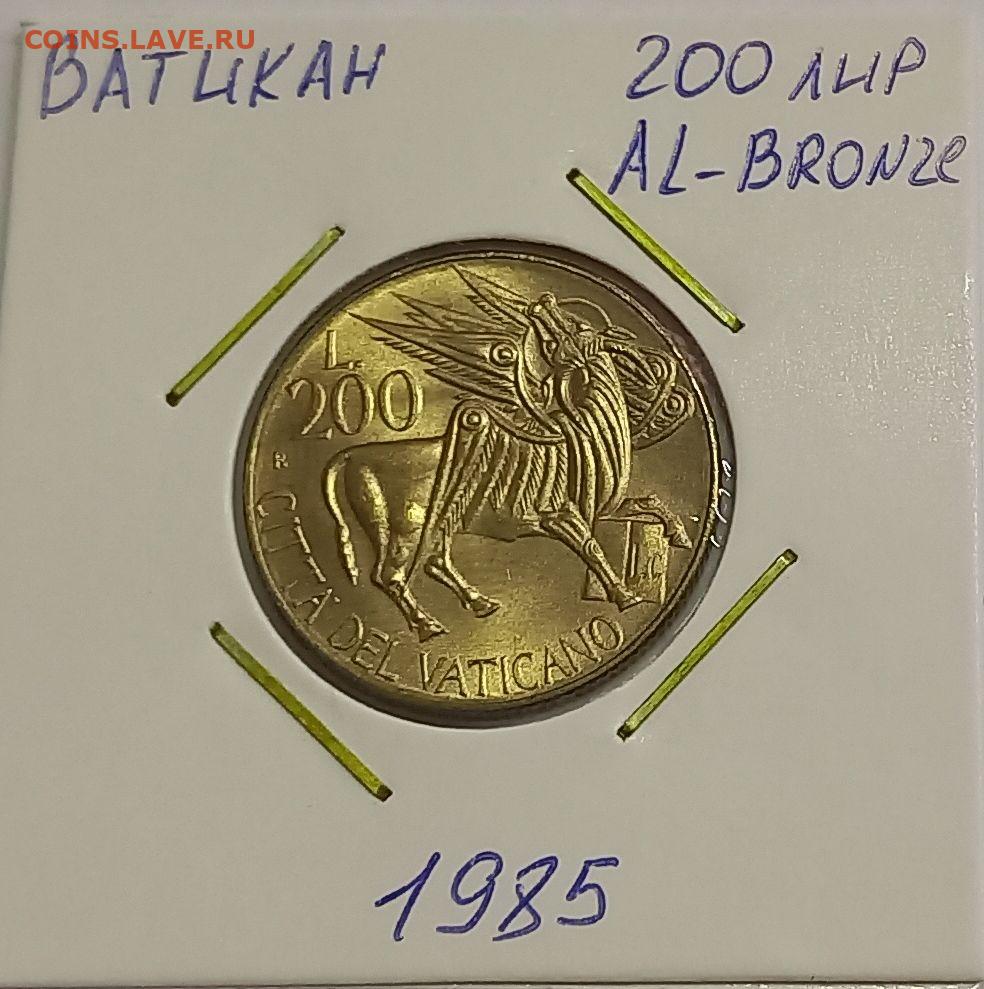 COINS.LAVE.RU
ВАТИКАН
200 ЛИР
AL-BRONZE
L.
200
R
CITTA' DEL VATICANO
1985